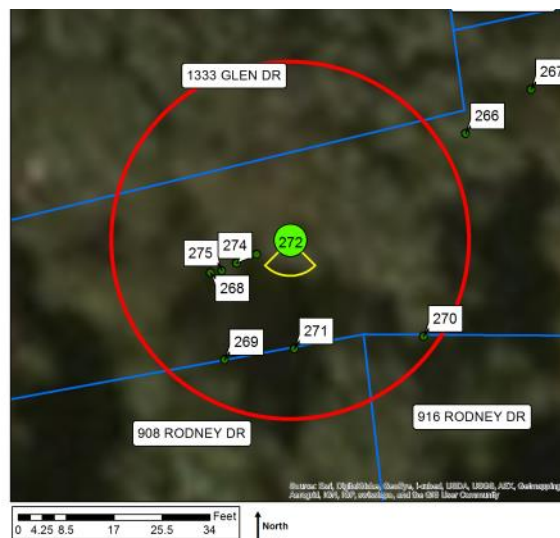 1333 GLEN DR
267
266
274
272
275
268
271
270
269
916 RODNEY DR
908 RODNEY DR
Source: Esri, DigitalGlobe, GeoEye, i-cubed, USDA, USGS, AEX, Getmapping,
Aerogrid, IGN, IGP, swisstopo, and the GIS User Community
Feet
0 4.25 8.5 17 25.5 34
North